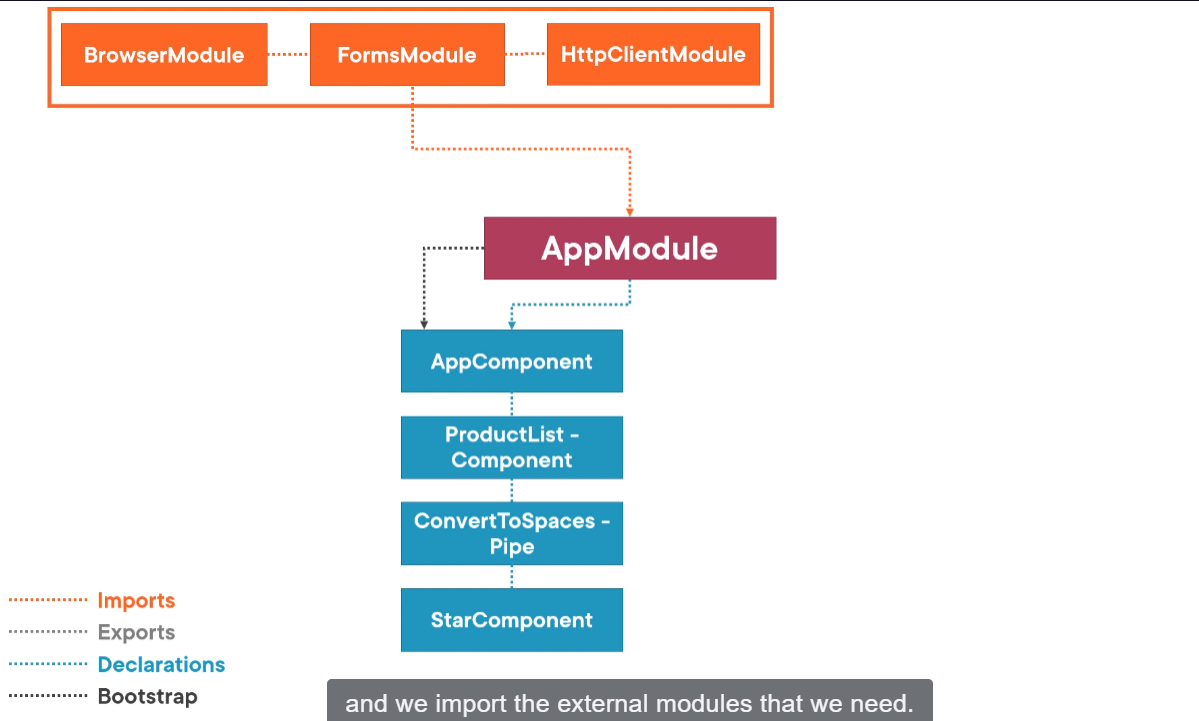 BrowserModule
FormsModule
HttpClientModule
AppModule
AppComponent
ProductList -
Component
ConvertToSpaces -
Pipe
StarComponent
Imports
Exports
Declarations
Bootstrap
and we import the external modules that we need.